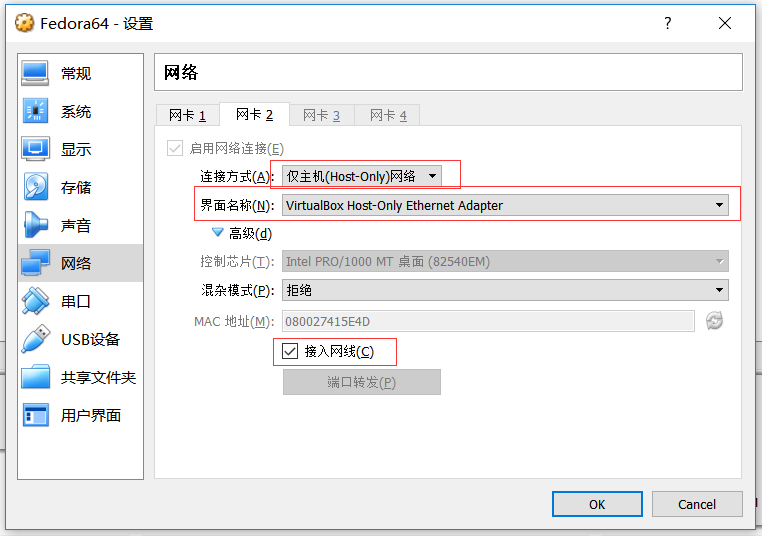 Fedora64 - 设置
?
常规
系统
显示
存储
声音
网络
串口
USB设备
共享文件夹
用户界面
网络
网卡 1
网卡 2
网卡 3
网卡 4
启用网络连接(E)
连接方式(A): 仅主机(Host-Only)网络
界面名称(N): VirtualBox Host-Only Ethernet Adapter
高级(d)
控制芯片(T): Intel PRO/1000 MT 桌面 (82540EM)
混杂模式(P): 拒绝
MAC 地址(M): 080027415E4D
接入网线(C)
端口转发(P)
OK
Cancel